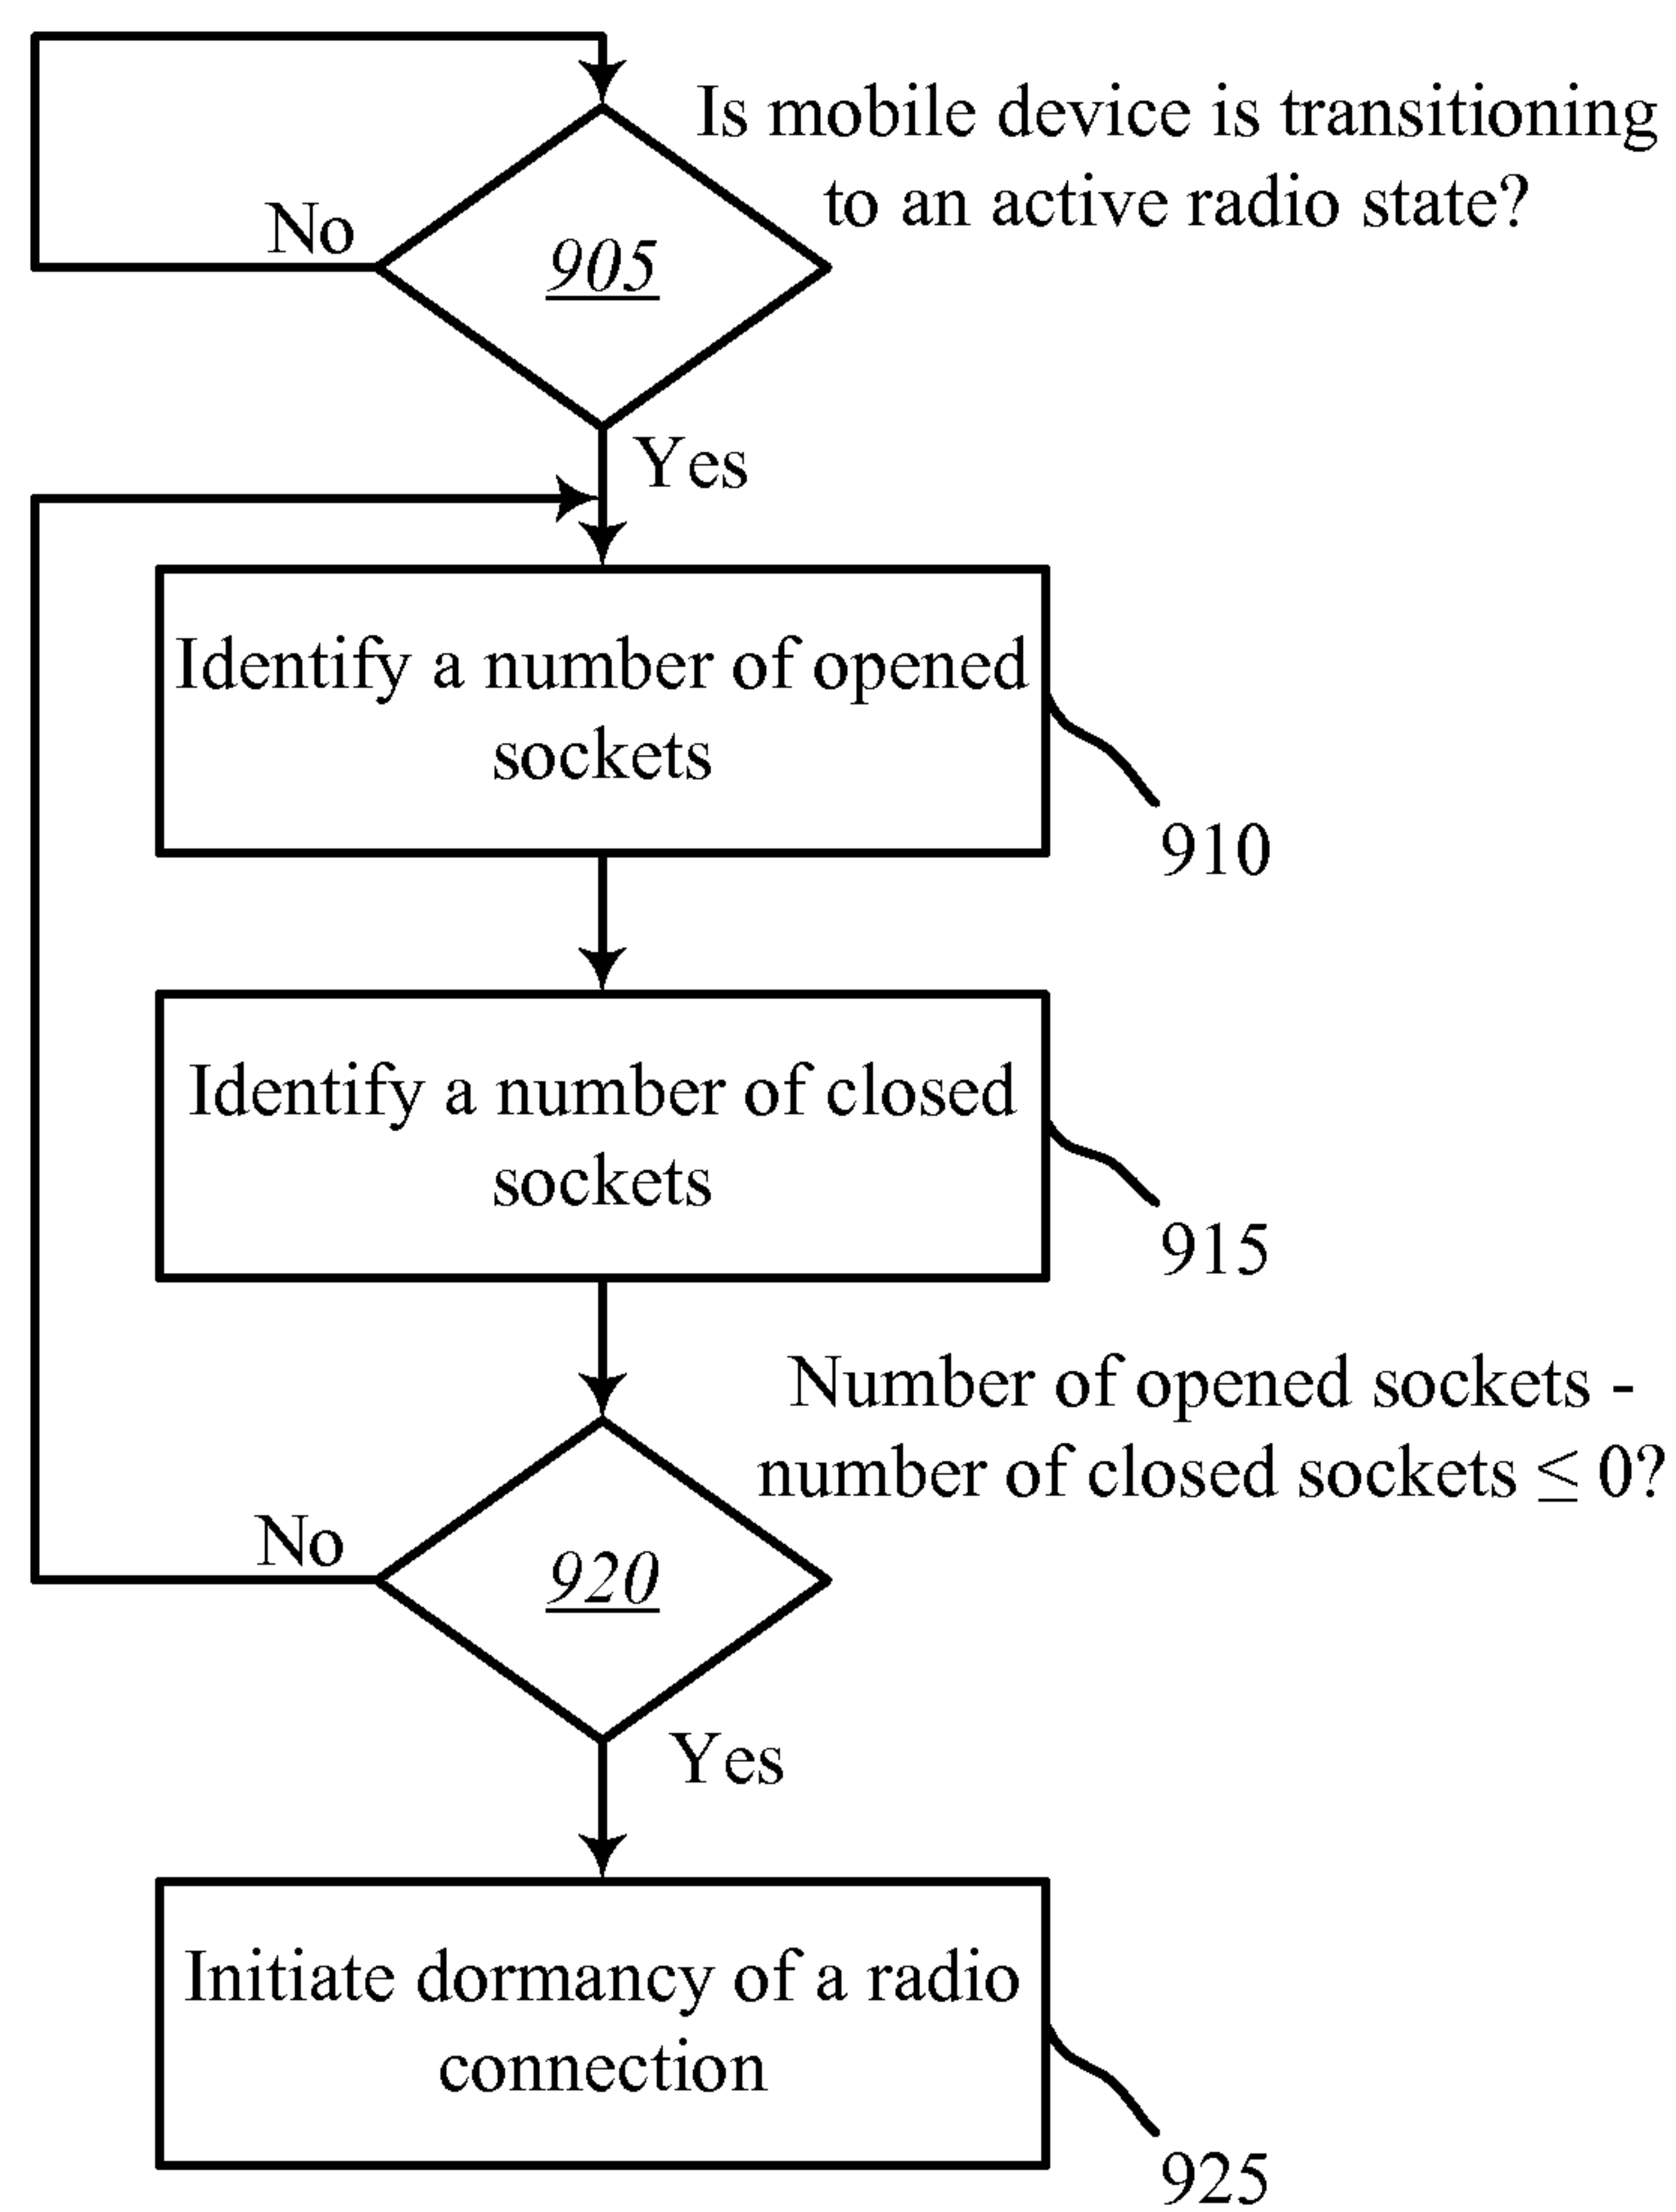 Is mobile device is transitioning
to an active radio state?
No
905
Yes
Identify a number of opened
sockets
910
Identify a number of closed
sockets
915
Number of opened sockets -
number of closed sockets ≤ 0?
No
920
Yes
Initiate dormancy of a radio
connection
925